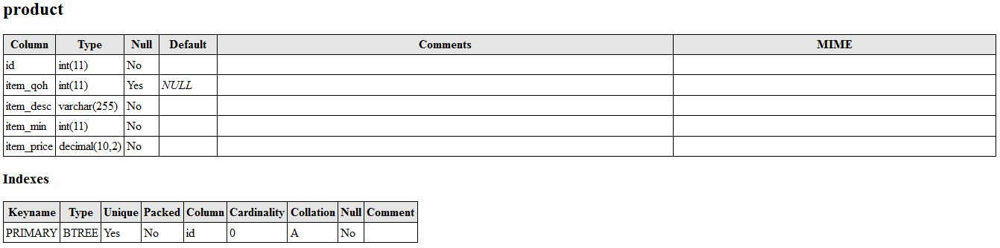 product
Column Type Null Default Comments MIME
id int(11) No
item_qoh int(11) Yes NULL
item_desc varchar(255) No
item_min int(11) No
item_price decimal(10,2) No
Indexes
Keyname Type Unique Packed Column Cardinality Collation Null Comment
PRIMARY BTREE Yes No id 0 A No